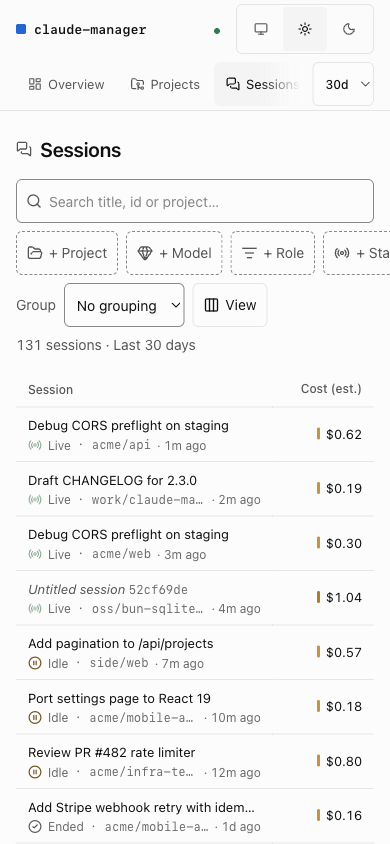 claude-manager
Overview Projects Sessions 30d
Sessions
Search title, id or project...
+ Project + Model + Role + Sta
Group No grouping View
131 sessions · Last 30 days
Session Cost (est.)
Debug CORS preflight on staging
Live · acme/api · 1m ago $0.62
Draft CHANGELOG for 2.3.0
Live · work/claude-ma… · 2m ago $0.19
Debug CORS preflight on staging
Live · acme/web · 3m ago $0.30
Untitled session 52cf69de
Live · oss/bun-sqlite… · 4m ago $1.04
Add pagination to /api/projects
Idle · side/web · 7m ago $0.57
Port settings page to React 19
Idle · acme/mobile-a… · 10m ago $0.18
Review PR #482 rate limiter
Idle · acme/infra-te… · 12m ago $0.80
Add Stripe webhook retry with idem…
Ended · acme/mobile-a… · 1d ago $0.16